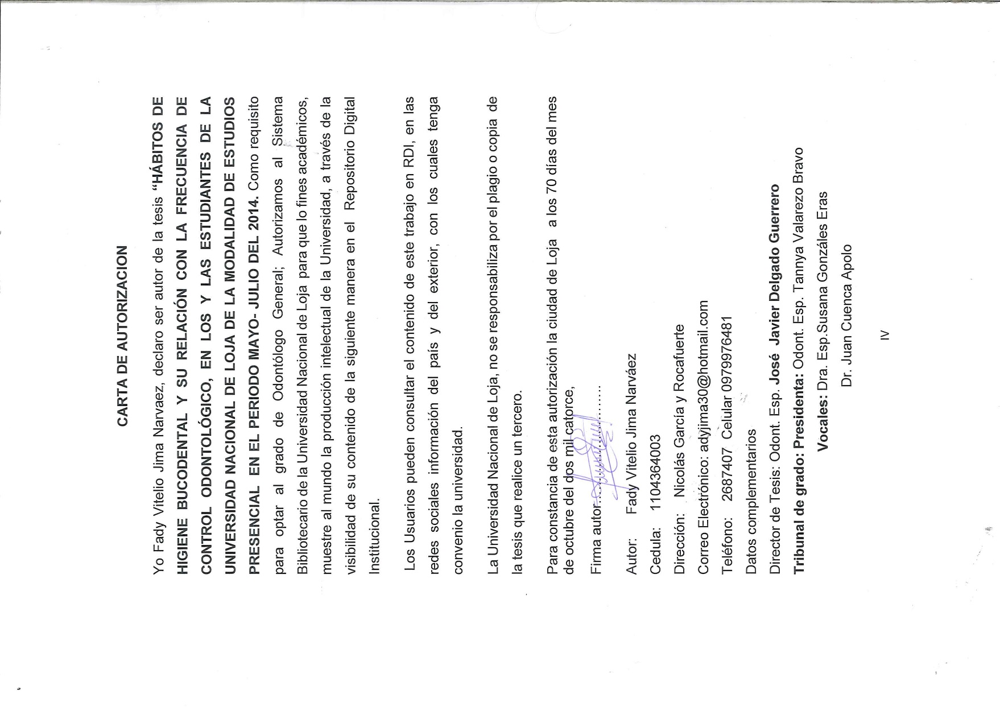 CARTA DE AUTORIZACION
Yo Fady Vitelio Jima Narvaez, declaro ser autor de la tesis “HÁBITOS DE
HIGIENE BUCODENTAL Y SU RELACIÓN CON LA FRECUENCIA DE
CONTROL ODONTOLÓGICO, EN LOS Y LAS ESTUDIANTES DE LA
UNIVERSIDAD NACIONAL DE LOJA DE LA MODALIDAD DE ESTUDIOS
PRESENCIAL EN EL PERIODO MAYO- JULIO DEL 2014. Como requisito
para optar al grado de Odontólogo General; Autorizamos al Sistema
Bibliotecario de la Universidad Nacional de Loja para que lo fines académicos,
muestre al mundo la producción intelectual de la Universidad, a través de la
visibilidad de su contenido de la siguiente manera en el Repositorio Digital
Institucional.
Los Usuarios pueden consultar el contenido de este trabajo en RDI, en las
redes sociales información del país y del exterior, con los cuales tenga
convenio la universidad.
La Universidad Nacional de Loja, no se responsabiliza por el plagio o copia de
la tesis que realice un tercero.
Para constancia de esta autorización la ciudad de Loja a los 70 días del mes
de octubre del dos mil catorce,
Firma autor..............................
Autor: Fady Vitelio Jima Narváez
Cedula: 1104364003
Dirección: Nicolás García y Rocafuerte
Correo Electrónico: adyjima30@hotmail.com
Teléfono: 2687407 Celular 0979976481
Datos complementarios
Director de Tesis: Odont. Esp. José Javier Delgado Guerrero
Tribunal de grado: Presidenta: Odont. Esp. Tannya Valarezo Bravo
Vocales: Dra. Esp.Susana Gonzáles Eras
Dr. Juan Cuenca Apolo
IV